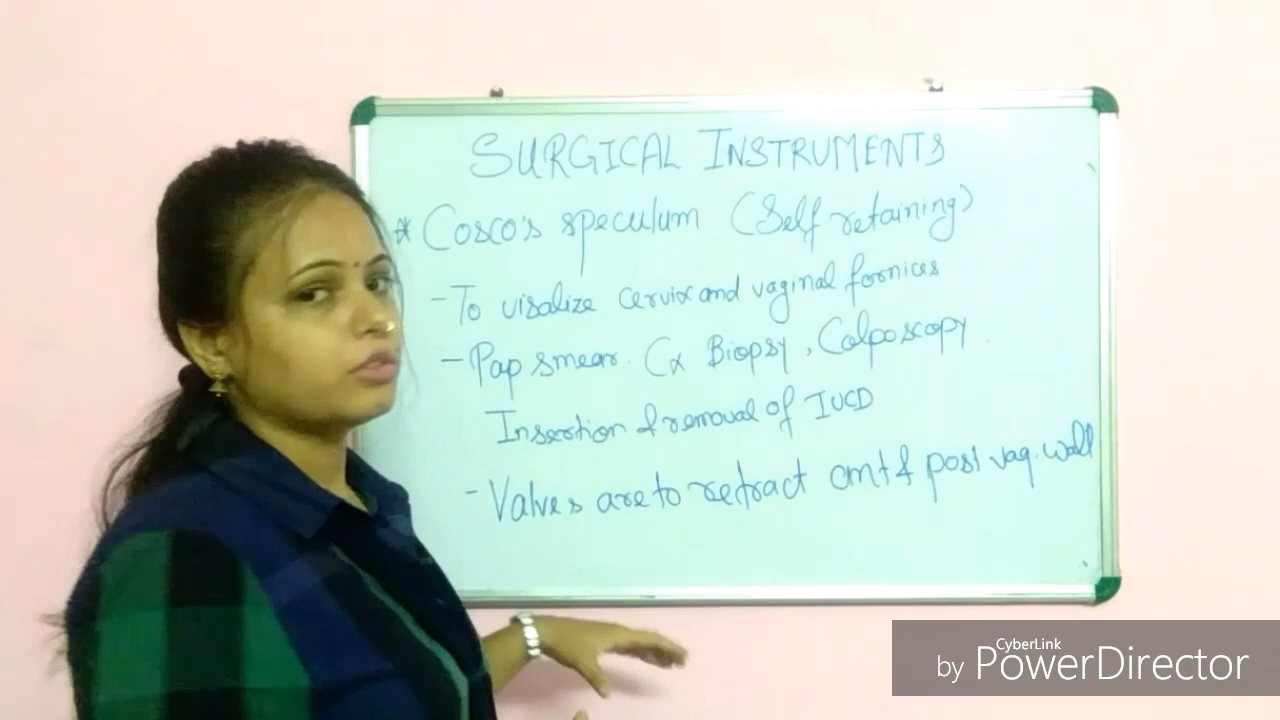 SURGICAL INSTRUMENTS
* Cosco's speculum (Self retaining)
- To visalize cervix and vaginal fornices
- Pap smear. Cx Biopsy, Colposcopy.
Insertion & removal of IUCD
- Valves are to retract ant & post vag. wall
CyberLink
by PowerDirector